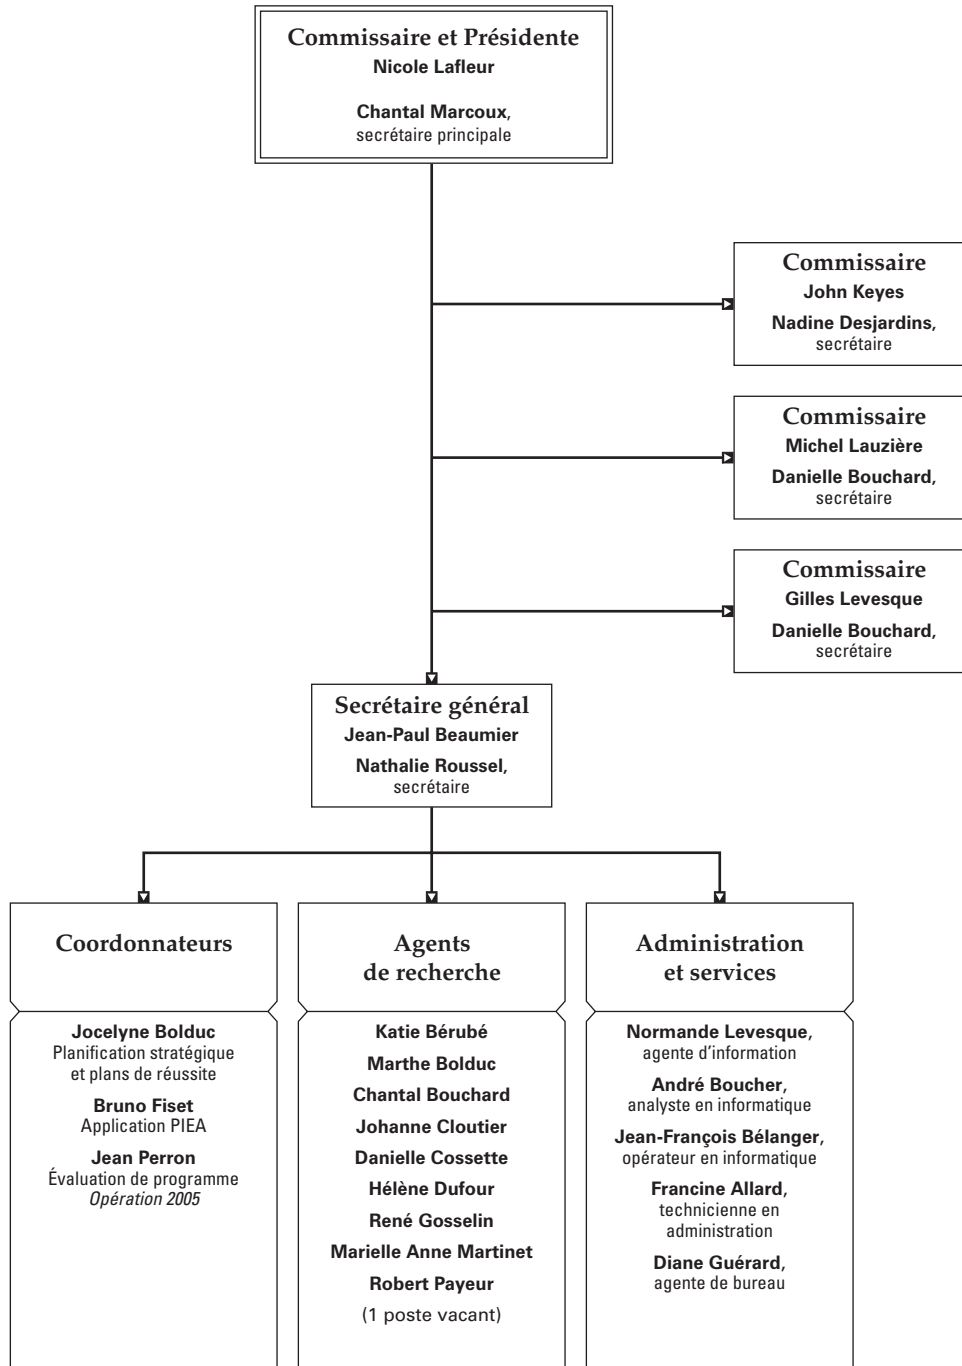 Commissaire et Présidente
Nicole Lafleur
Chantal Marcoux,
secrétaire principale
Commissaire
John Keyes
Nadine Desjardins,
secrétaire
Commissaire
Michel Lauzière
Danielle Bouchard,
secrétaire
Commissaire
Gilles Levesque
Danielle Bouchard,
secrétaire
Secrétaire général
Jean-Paul Beaumier
Nathalie Roussel,
secrétaire
Coordonnateurs
Jocelyne Bolduc
Planification stratégique
et plans de réussite
Bruno Fiset
Application PIEA
Jean Perron
Évaluation de programme
Opération 2005
Agents
de recherche
Katie Bérubé
Marthe Bolduc
Chantal Bouchard
Johanne Cloutier
Danielle Cossette
Hélène Dufour
René Gosselin
Marielle Anne Martinet
Robert Payeur
(1 poste vacant)
Administration
et services
Normande Levesque,
agente d'information
André Boucher,
analyste en informatique
Jean-François Bélanger,
opérateur en informatique
Francine Allard,
technicienne en
administration
Diane Guérard,
agente de bureau